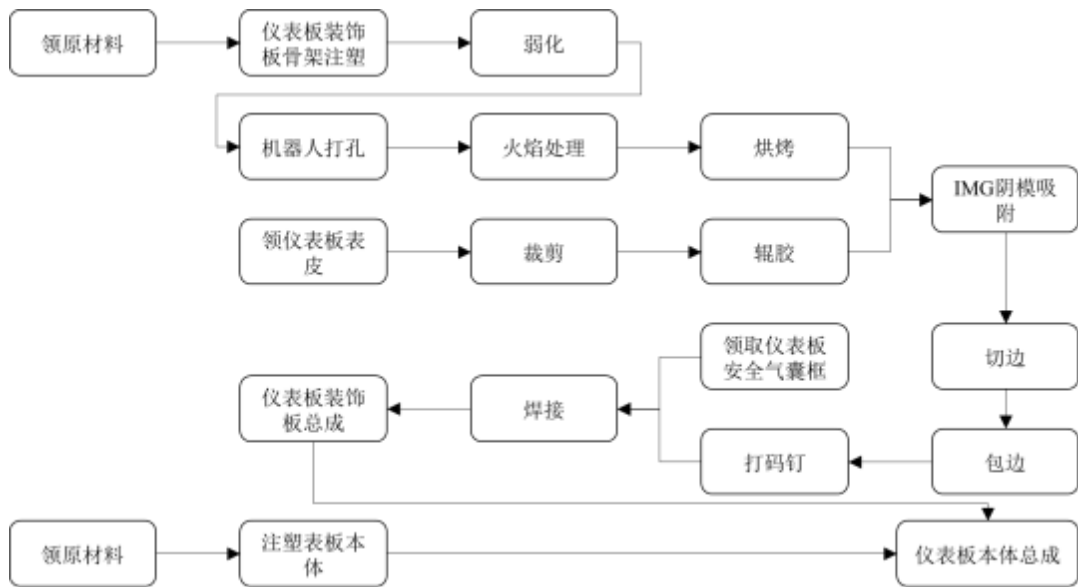 领原材料
仪表板装饰
板骨架注塑
弱化
机器人打孔
火焰处理
烘烤
IMG阴模吸
附
领仪表板表
皮
裁剪
辊胶
领取仪表板
安全气囊框
切边
仪表板装饰
板总成
焊接
打码钉
包边
领原材料
注塑表板本
体
仪表板本体总成